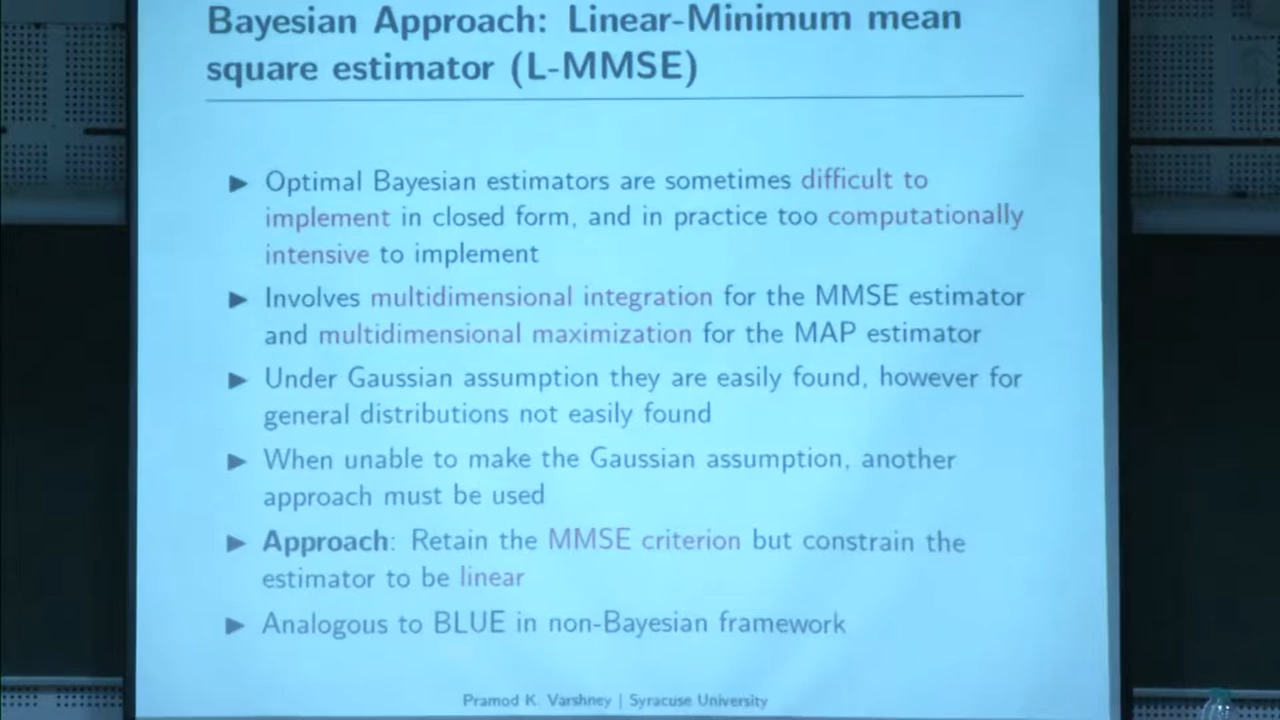 Bayesian Approach: Linear-Minimum mean
square estimator (L-MMSE)
▶ Optimal Bayesian estimators are sometimes difficult to
implement in closed form, and in practice too computationally
intensive to implement
▶ Involves multidimensional integration for the MMSE estimator
and multidimensional maximization for the MAP estimator
▶ Under Gaussian assumption they are easily found, however for
general distributions not easily found
▶ When unable to make the Gaussian assumption, another
approach must be used
▶ Approach: Retain the MMSE criterion but constrain the
estimator to be linear
▶ Analogous to BLUE in non-Bayesian framework
Pramod K. Varshney | Syracuse University